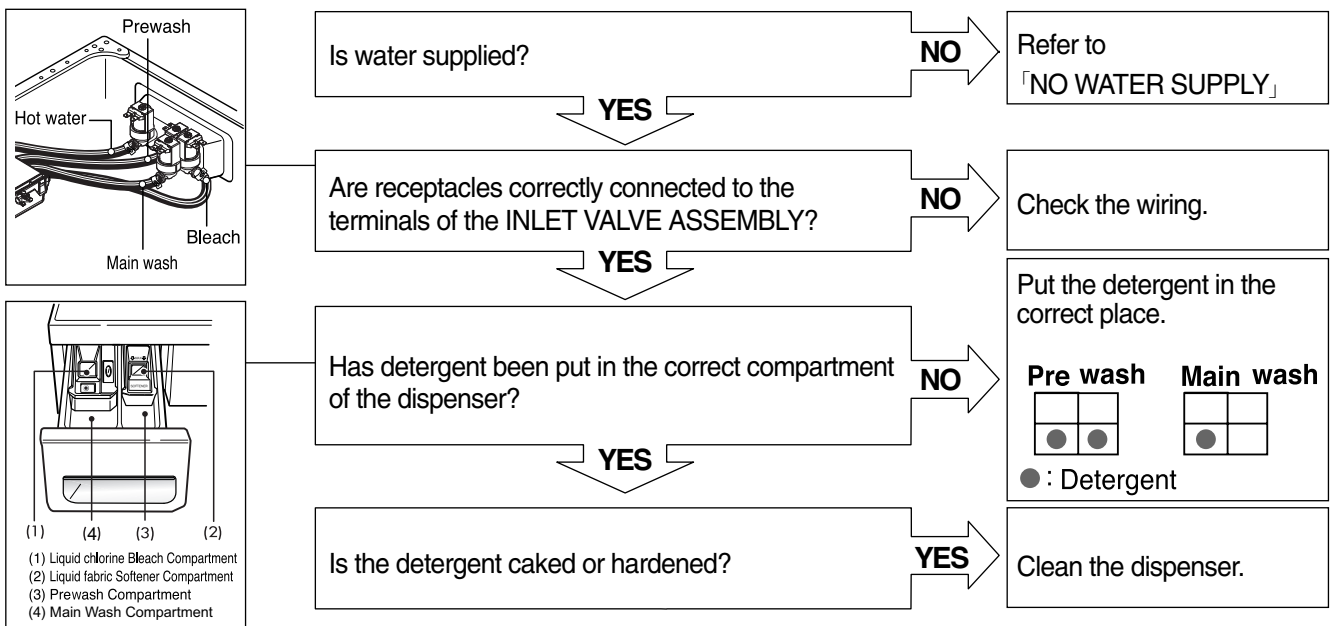 Prewash
Hot water
Bleach
Main wash
Is water supplied?
NO
Refer to
「NO WATER SUPPLY」
YES
Are receptacles correctly connected to the
terminals of the INLET VALVE ASSEMBLY?
NO
Check the wiring.
YES
Has detergent been put in the correct compartment
of the dispenser?
NO
Put the detergent in the
correct place.
Pre wash Main wash
: Detergent
YES
SOFTENER
(1) (4) (3) (2)
(1) Liquid chlorine Bleach Compartment
(2) Liquid fabric Softener Compartment
(3) Prewash Compartment
(4) Main Wash Compartment
Is the detergent caked or hardened?
YES
Clean the dispenser.